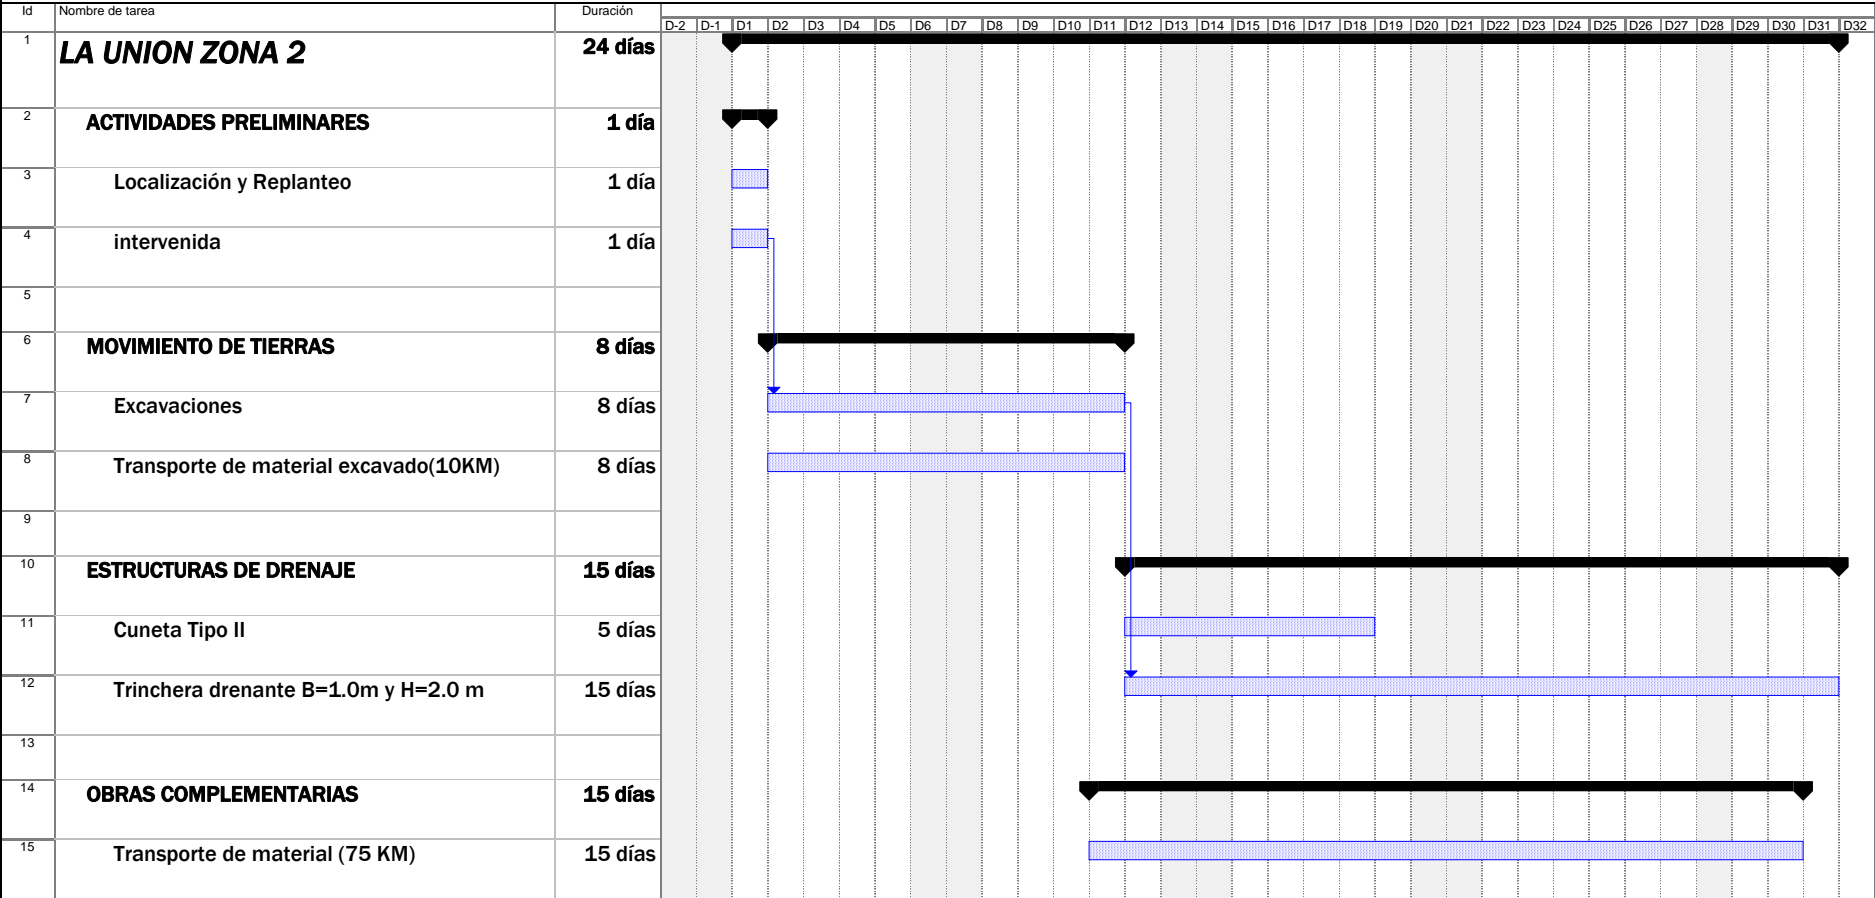 Id Nombre de tarea Duración
D-2 D-1 D1 D2 D3 D4 D5 D6 D7 D8 D9 D10 D11 D12 D13 D14 D15 D16 D17 D18 D19 D20 D21 D22 D23 D24 D25 D26 D27 D28 D29 D30 D31 D32
1 LA UNION ZONA 2 24 días
2 ACTIVIDADES PRELIMINARES 1 día
3 Localización y Replanteo 1 día
4 intervenida 1 día
5
6 MOVIMIENTO DE TIERRAS 8 días
7 Excavaciones 8 días
8 Transporte de material excavado(10KM) 8 días
9
10 ESTRUCTURAS DE DRENAJE 15 días
11 Cuneta Tipo II 5 días
12 Trinchera drenante B=1.0m y H=2.0 m 15 días
13
14 OBRAS COMPLEMENTARIAS 15 días
15 Transporte de material (75 KM) 15 días